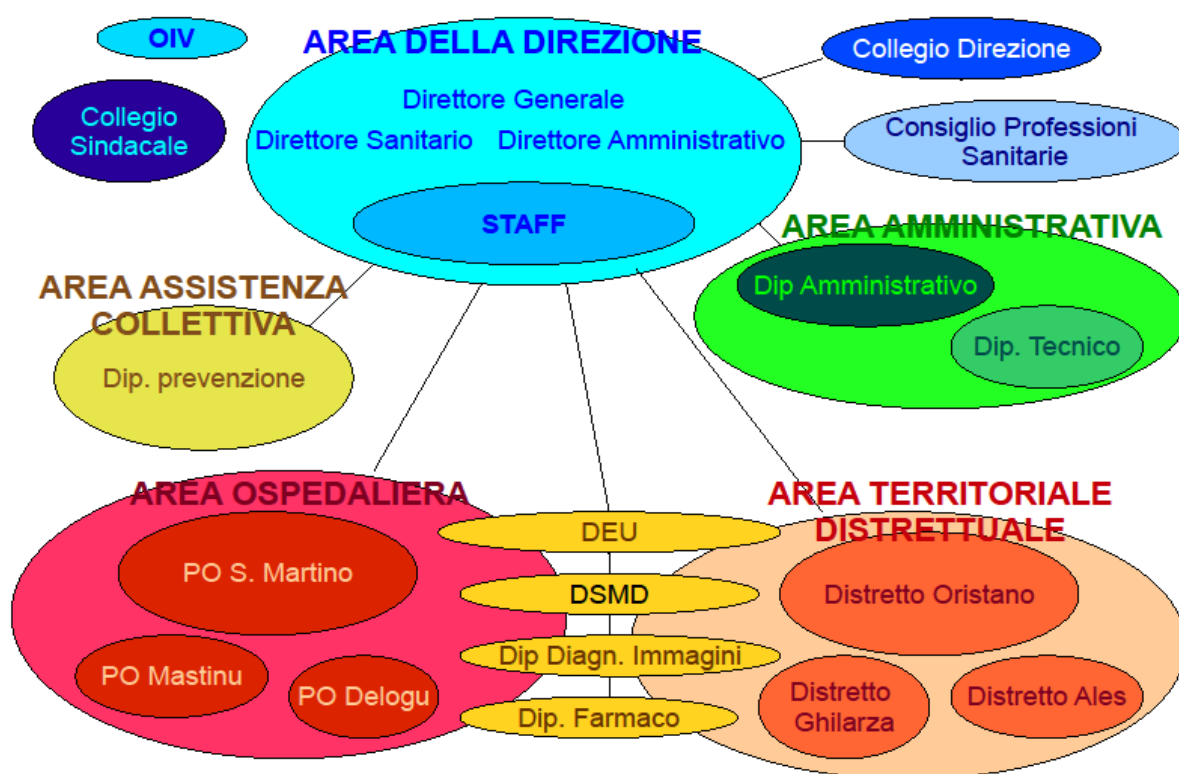 OIV
AREA DELLA DIREZIONE
Collegio Direzione
Collegio
Sindacale
Direttore Generale
Direttore Sanitario Direttore Amministrativo
Consiglio Professioni
Sanitarie
STAFF
AREA AMMINISTRATIVA
Dip Amministrativo
Dip. Tecnico
AREA ASSISTENZA
COLLETTIVA
Dip. prevenzione
AREA OSPEDALIERA
PO S. Martino
PO Mastinu
PO Delogu
DEU
DSMD
Dip Diagn. Immagini
Dip. Farmaco
AREA TERRITORIALE
DISTRETTUALE
Distretto Oristano
Distretto
Ghilarza
Distretto Ales